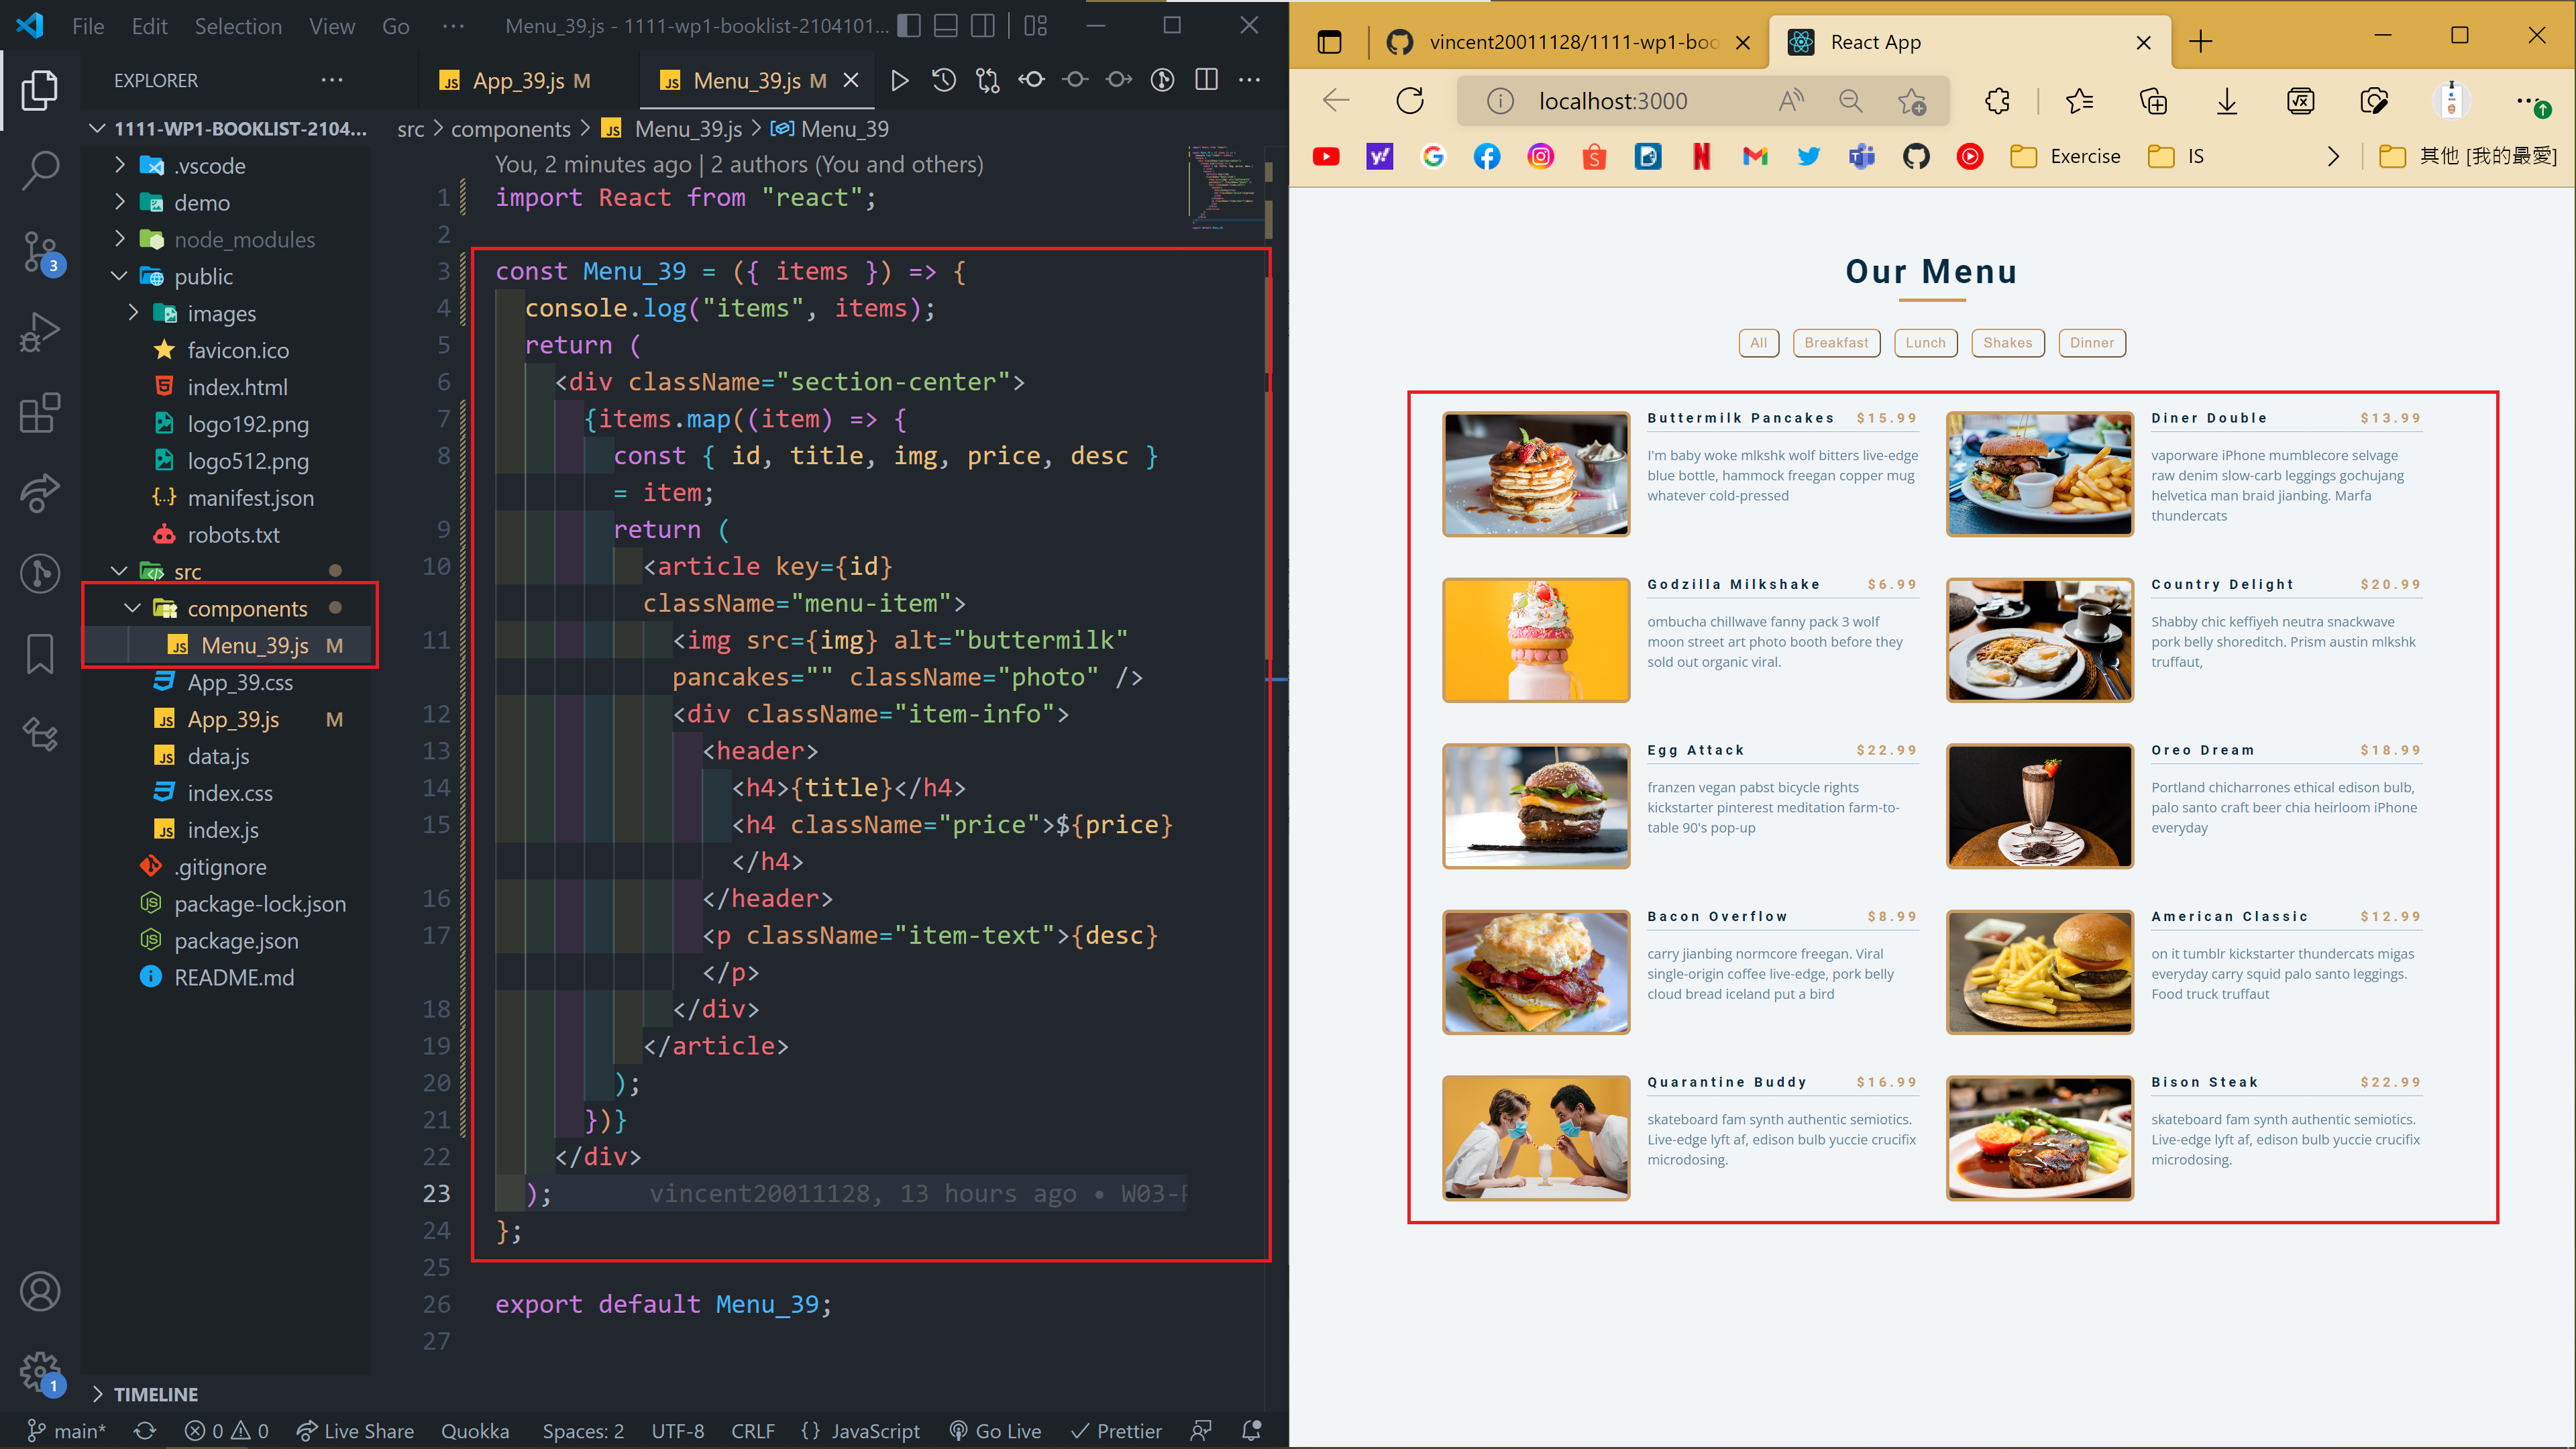 File Edit Selection View Go ··· Menu_39.js - 1111-wp1-booklist-2104101...
EXPLORER ···
1111-WP1-BOOKLIST-2104...
.vscode
demo
node_modules
public
images
favicon.ico
index.html
logo192.png
logo512.png
manifest.json
robots.txt
src
components
Menu_39.js M
App_39.css
App_39.js M
data.js
index.css
index.js
.gitignore
package-lock.json
package.json
README.md
TIMELINE
3
1
App_39.js M Menu_39.js M
src > components > Menu_39.js > Menu_39
You, 2 minutes ago | 2 authors (You and others)
1 import React from "react";
2
3 const Menu_39 = ({ items }) => {
4 console.log("items", items);
5 return (
6 <div className="section-center">
7 {items.map((item) => {
8 const { id, title, img, price, desc }
= item;
9 return (
10 <article key={id}
className="menu-item">
11 <img src={img} alt="buttermilk"
pancakes="" className="photo" />
12 <div className="item-info">
13 <header>
14 <h4>{title}</h4>
15 <h4 className="price">${price}
</h4>
16 </header>
17 <p className="item-text">{desc}
</p>
18 </div>
19 </article>
20 );
21 })}
22 </div>
23 ); vincent20011128, 13 hours ago • W03-
24 };
25
26 export default Menu_39;
27
main* 0 0 Live Share Quokka Spaces: 2 UTF-8 CRLF {} JavaScript Go Live Prettier
vincent20011128/1111-wp1-boo React App
localhost:3000
Exercise IS 其他 [我的最愛]
Our Menu
All Breakfast Lunch Shakes Dinner
Buttermilk Pancakes $15.99
I'm baby woke mlkshk wolf bitters live-edge
blue bottle, hammock freegan copper mug
whatever cold-pressed
Diner Double $13.99
vaporware iPhone mumblecore selvage
raw denim slow-carb leggings gochujang
helvetica man braid jianbing. Marfa
thundercats
Godzilla Milkshake $6.99
ombucha chillwave fanny pack 3 wolf
moon street art photo booth before they
sold out organic viral.
Country Delight $20.99
Shabby chic keffiyeh neutra snackwave
pork belly shoreditch. Prism austin mlkshk
truffaut,
Egg Attack $22.99
franzen vegan pabst bicycle rights
kickstarter pinterest meditation farm-to-
table 90's pop-up
Oreo Dream $18.99
Portland chicharrones ethical edison bulb,
palo santo craft beer chia heirloom iPhone
everyday
Bacon Overflow $8.99
carry jianbing normcore freegan. Viral
single-origin coffee live-edge, pork belly
cloud bread iceland put a bird
American Classic $12.99
on it tumblr kickstarter thundercats migas
everyday carry squid palo santo leggings.
Food truck truffaut
Quarantine Buddy $16.99
skateboard fam synth authentic semiotics.
Live-edge lyft af, edison bulb yuccie crucifix
microdosing.
Bison Steak $22.99
skateboard fam synth authentic semiotics.
Live-edge lyft af, edison bulb yuccie crucifix
microdosing.